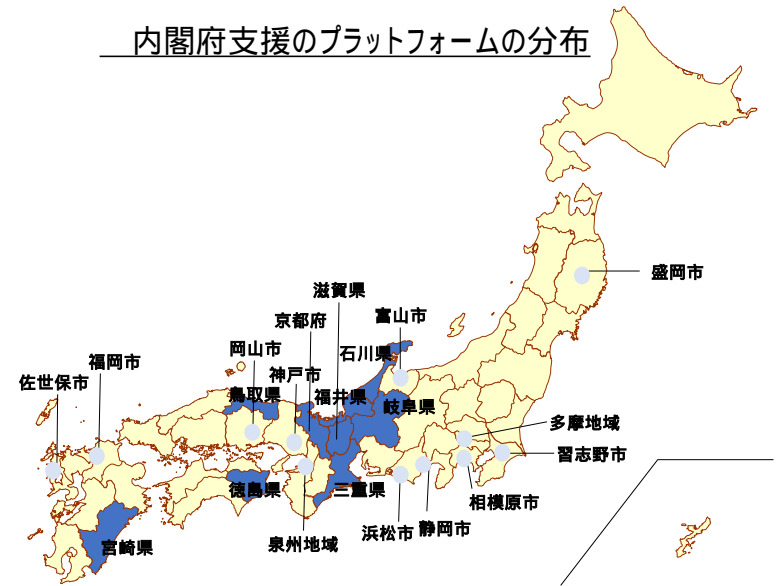 内閣府支援のプラットフォームの分布
盛岡市
滋賀県
京都府
富山市
岡山市
石川県
福岡市
神戸市
佐世保市
鳥取県
福井県
岐阜県
多摩地域
習志野市
徳島県
三重県
相模原市
浜松市
静岡市
泉州地域
宮崎県